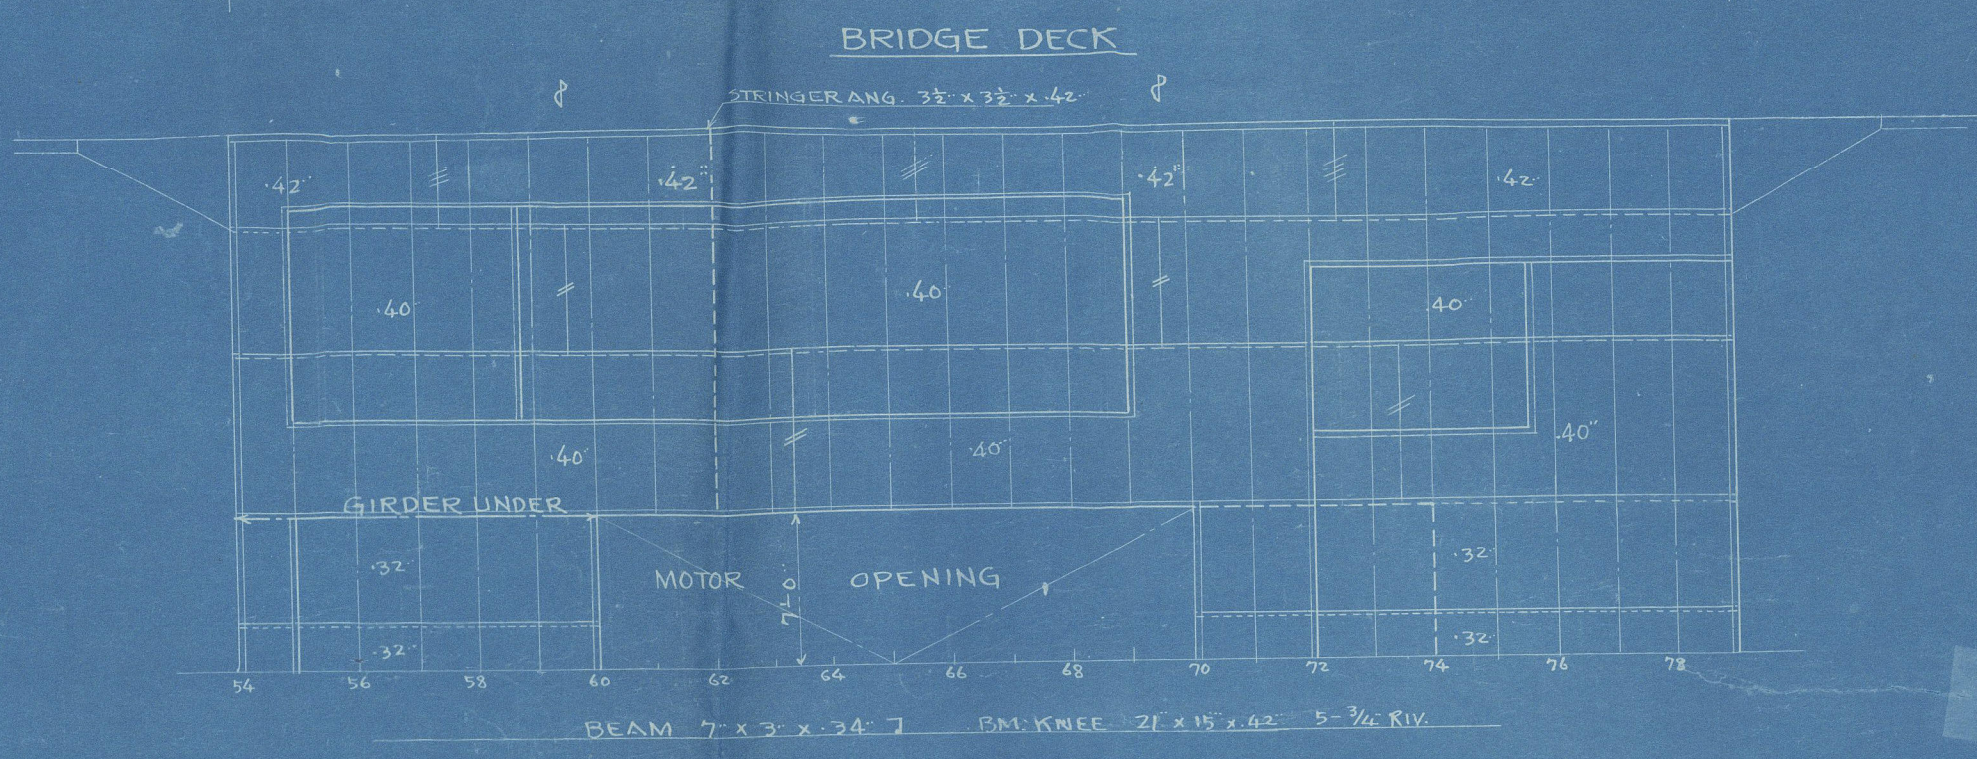 BRIDGE DECK
8 8
STRINGER ANG. 3½" x 3½" x .42"
.42" .42" .42" .42
.40 .40 .40"
.40 .40" .40"
GIRDER UNDER
.32" .32
MOTOR 7'-0" OPENING
.32 .32
54 56 58 60 62 64 66 68 70 72 74 76 78
BEAM 7" x 3" x .34" BM. KNEE 21" x 15" x .42 5-¾" RIV.